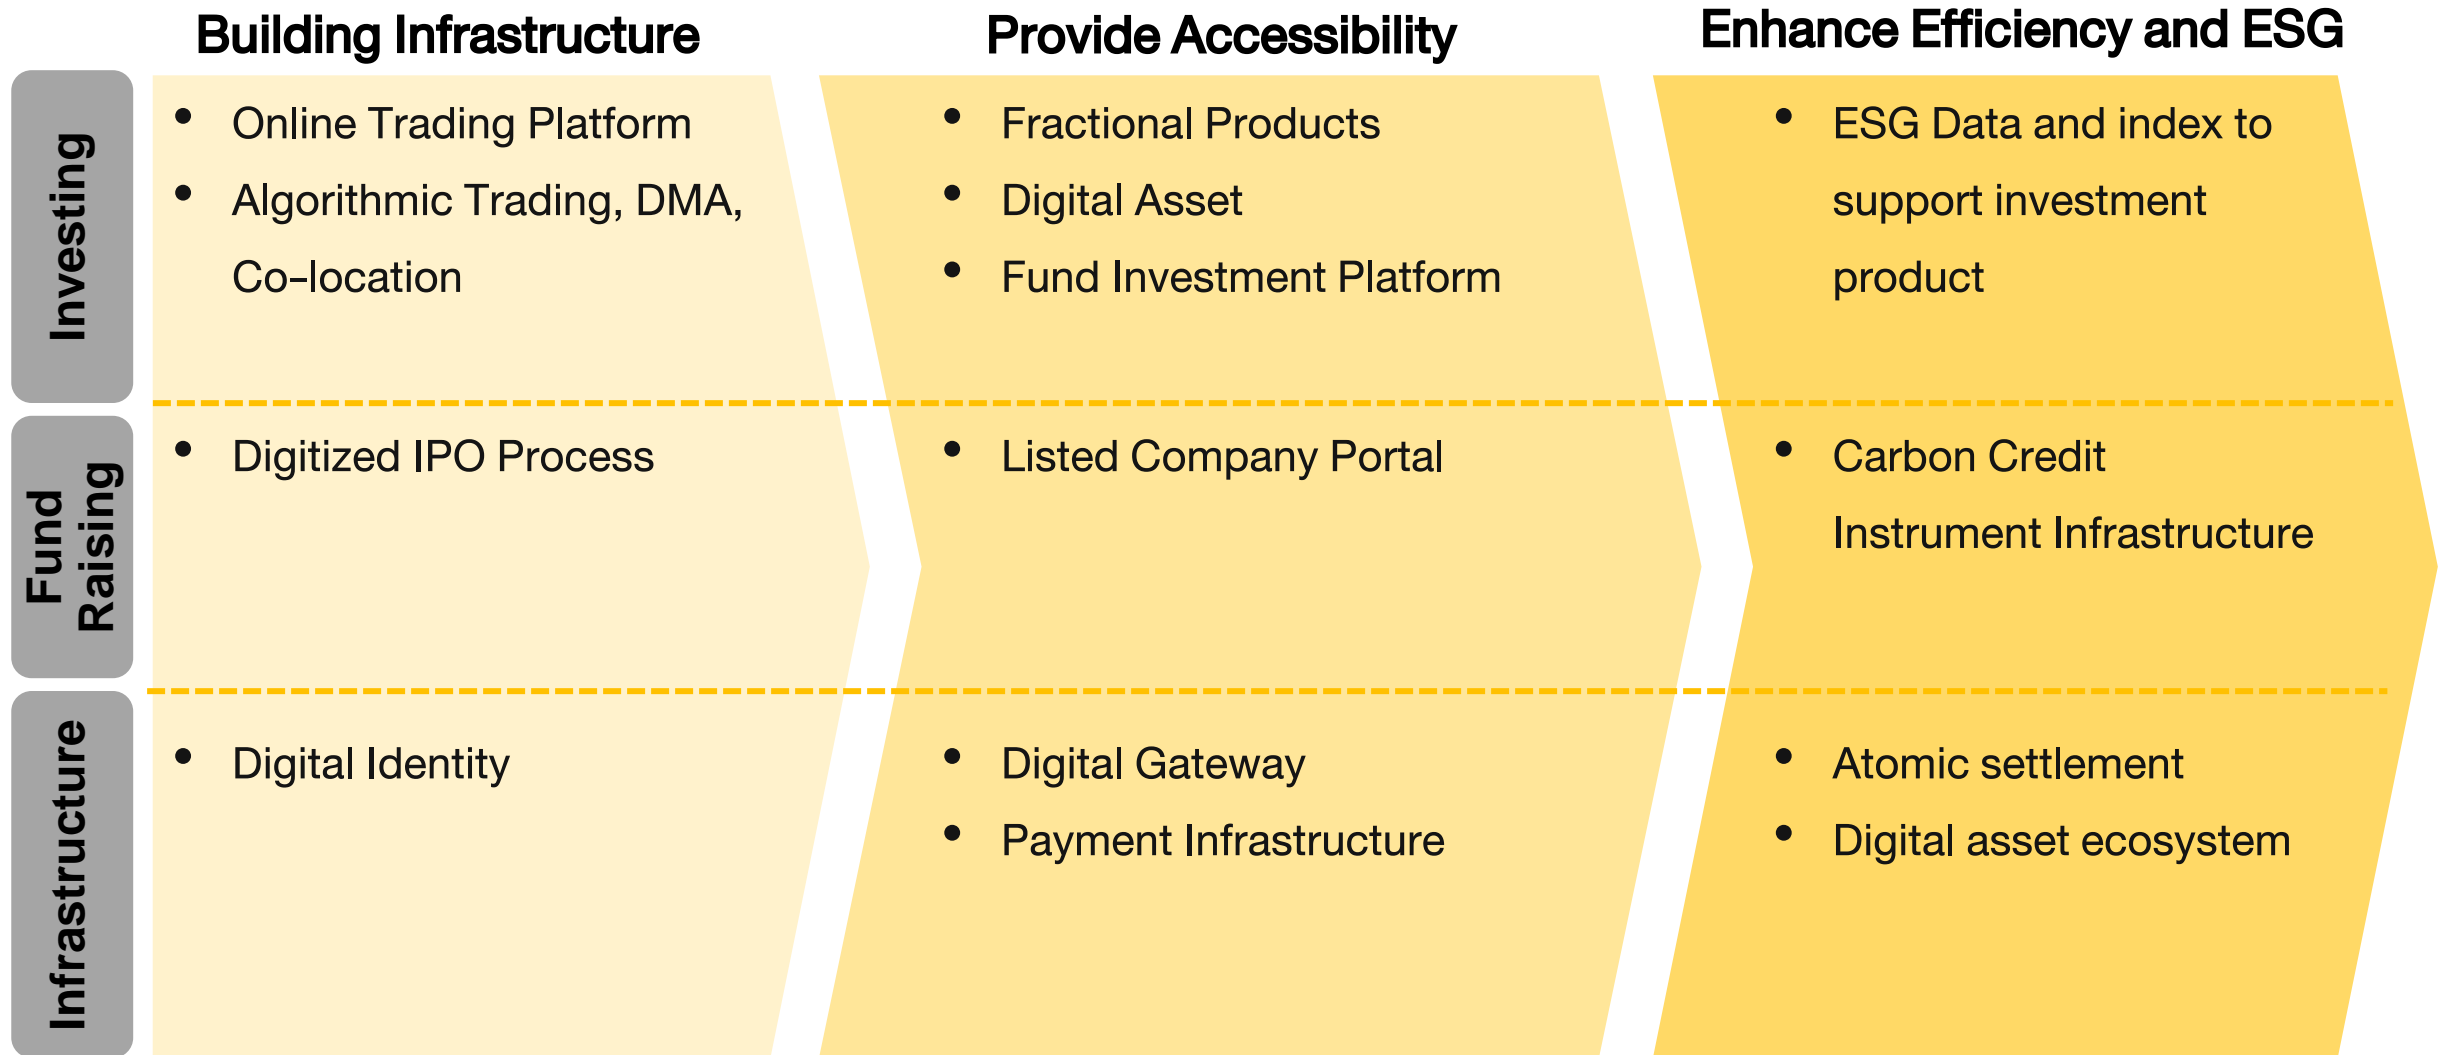 Building Infrastructure
Provide Accessibility
Enhance Efficiency and ESG
Investing
• Online Trading Platform
• Algorithmic Trading, DMA,
Co-location
• Fractional Products
• Digital Asset
• Fund Investment Platform
• ESG Data and index to
support investment
product
Fund
Raising
• Digitized IPO Process
• Listed Company Portal
• Carbon Credit
Instrument Infrastructure
Infrastructure
• Digital Identity
• Digital Gateway
• Payment Infrastructure
• Atomic settlement
• Digital asset ecosystem